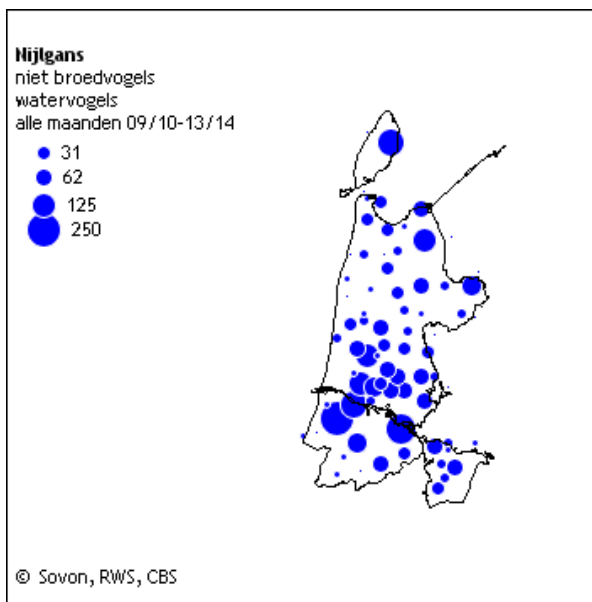 Nijlgans
niet broedvogels
watervogels
alle maanden 09/10-13/14
31
62
125
250
© Sovon, RWS, CBS